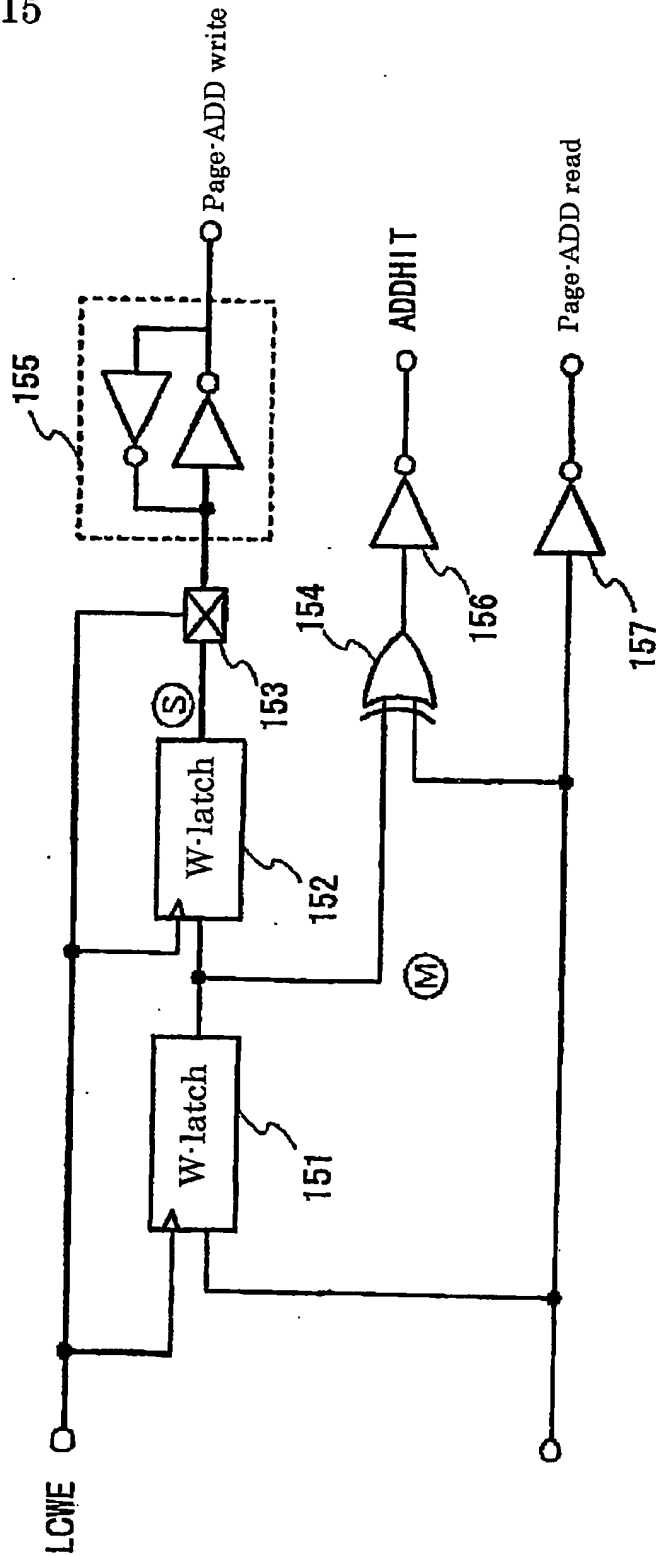 15
LCWE
W-latch
151
W-latch
152
S
153
155
Page-ADD write
M
154
156
ADDHIT
157
Page-ADD read